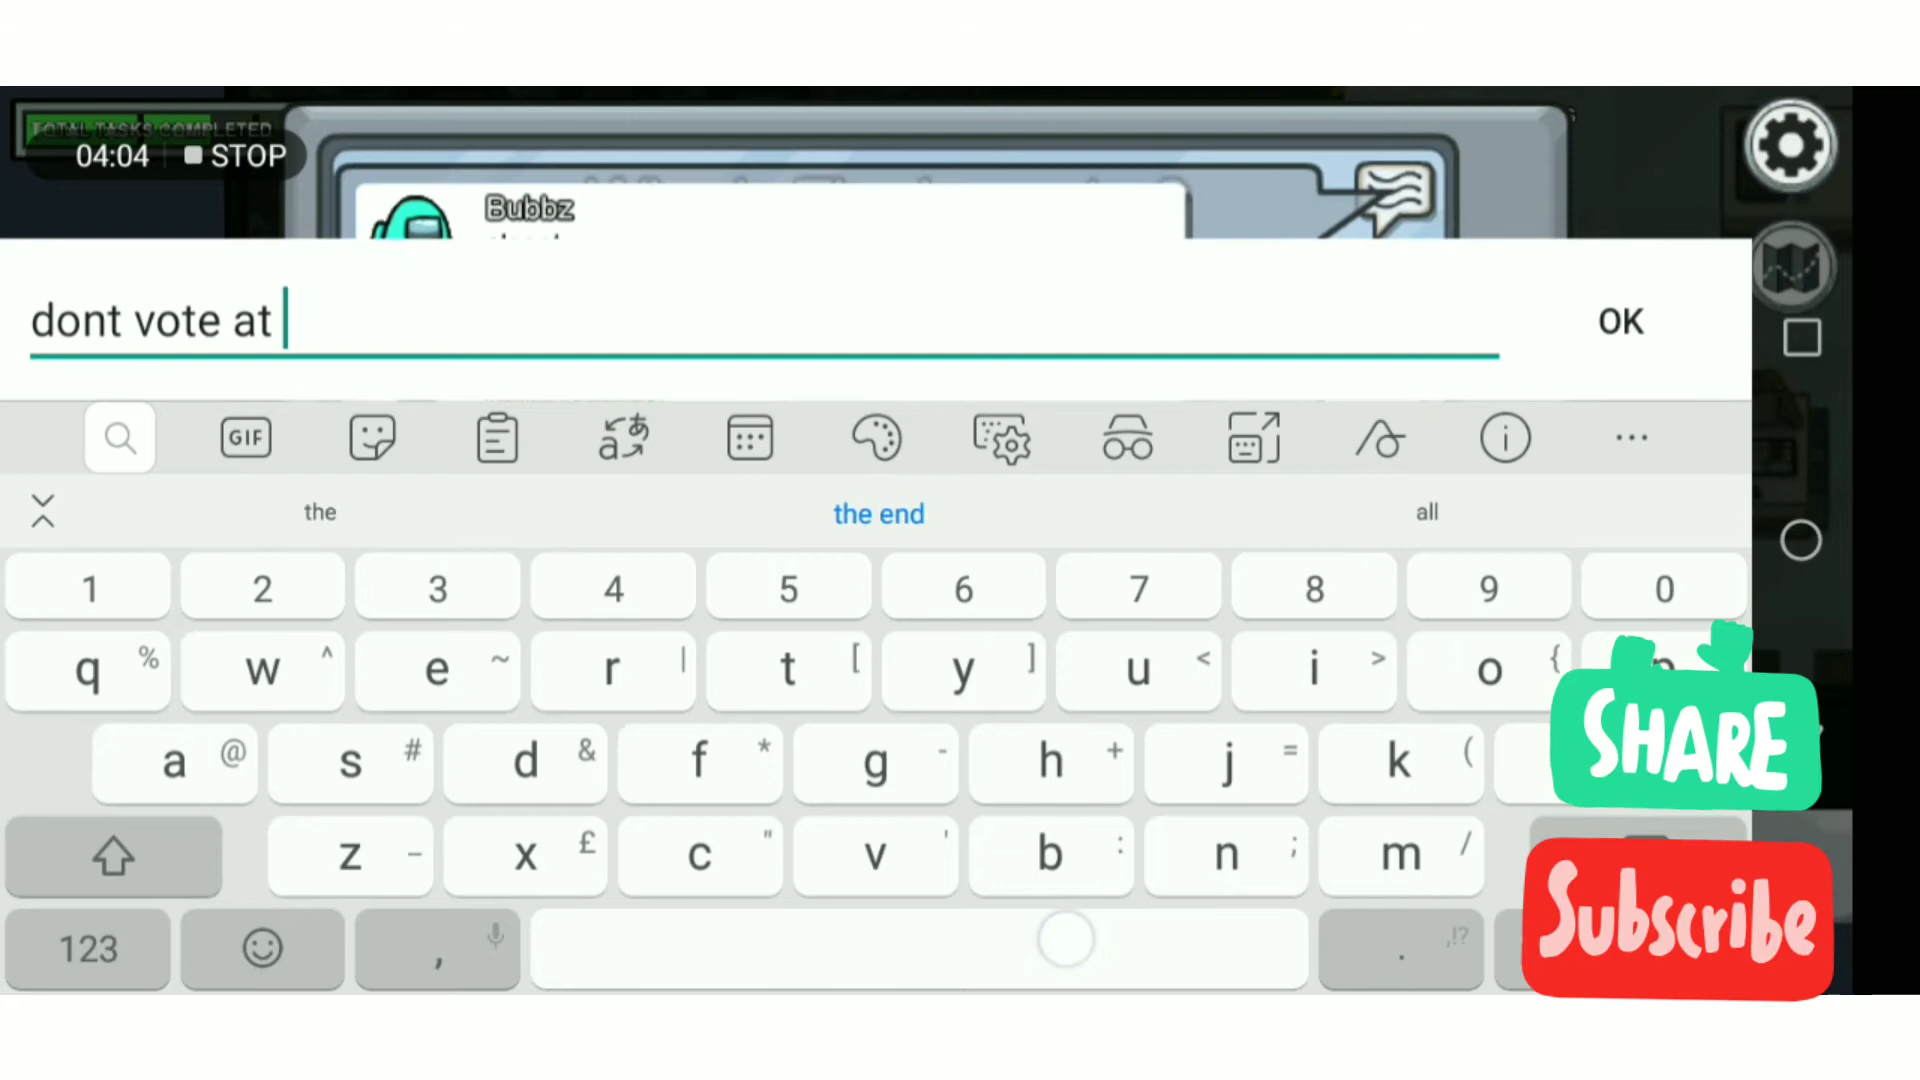 TOTAL TASKS COMPLETED
04:04 STOP
Bubbz
dont vote at
OK
GIF
the the end all
1 2 3 4 5 6 7 8 9 0
q % w ^ e ~ r | t [ y ] u < i > o { p
a @ s # d & f * g - h + j = k (
z _ x £ c " v ' b : n ; m /
123 , . ,!?
SHARE
Subscribe